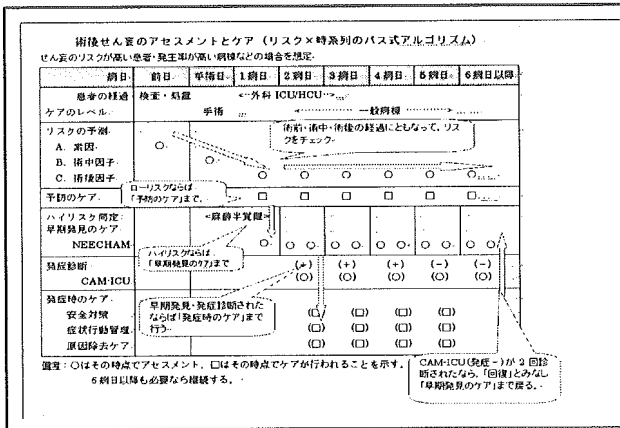 術後せん妄のアセスメントとケア（リスク×時系列のパス式アルゴリズム）
せん妄のリスクが高い患者・発生率が高い病棟などの場合を想定.
病日 前日 手術日 1病日 2病日 3病日 4病日 5病日 6病日以降
患者の経過 検査・処置 <--外科 ICU/HCU--->
ケアのレベル 手術 … <---------- 一般病棟 ---------->
リスクの予測
A. 素因 ○
B. 術中因子 ○
C. 術後因子 ○ ○ ○ ○ ○ ○
術前・術中・術後の経過にともなって、リスクをチェック
予防のケア □ □ □ □ □
ローリスクならば「予防のケア」まで.
ハイリスク同定:
早期発見のケア <麻酔半覚醒>
NEECHAM ○ ○ ○ ○ ○ ○ ○ ○ ○ ○ ○
ハイリスクならば「早期発見のケア」まで
発症診断 (+) (+) (+) (-) (-)
CAM-ICU (○) (○) (○) (○) (○)
発症時のケア
安全対策 (□) (□) (□) (□)
症状行動管理 (□) (□) (□) (□)
原因除去ケア (□) (□) (□) (□)
早期発見・発症診断されたならば「発症時のケア」まで行う.
備考：○はその時点でアセスメント，□はその時点でケアが行われることを示す.
6病日以降も必要なら継続する.
CAM-ICU(発症－)が2回診断されたなら,「回復」とみなし「早期発見のケア」まで戻る.